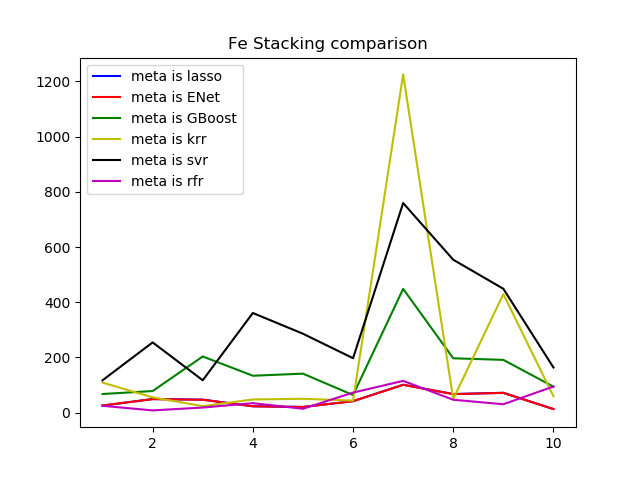 Fe Stacking comparison
meta is lasso
meta is ENet
meta is GBoost
meta is krr
meta is svr
meta is rfr
1200
1000
800
600
400
200
0
2 4 6 8 10